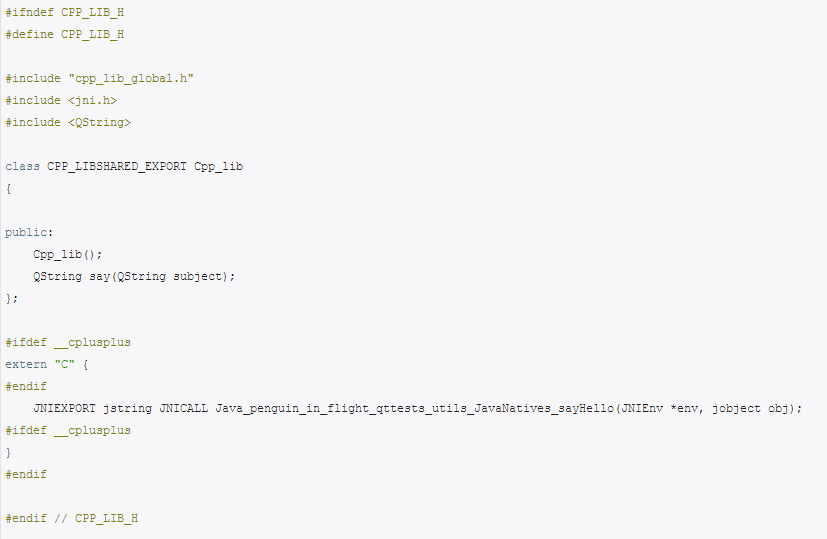 #ifndef CPP_LIB_H
#define CPP_LIB_H
#include "cpp_lib_global.h"
#include <jni.h>
#include <QString>
class CPP_LIBSHARED_EXPORT Cpp_lib
{
public:
    Cpp_lib();
    QString say(QString subject);
};
#ifdef __cplusplus
extern "C" {
#endif
    JNIEXPORT jstring JNICALL Java_penguin_in_flight_qttests_utils_JavaNatives_sayHello(JNIEnv *env, jobject obj);
#ifdef __cplusplus
}
#endif
#endif // CPP_LIB_H